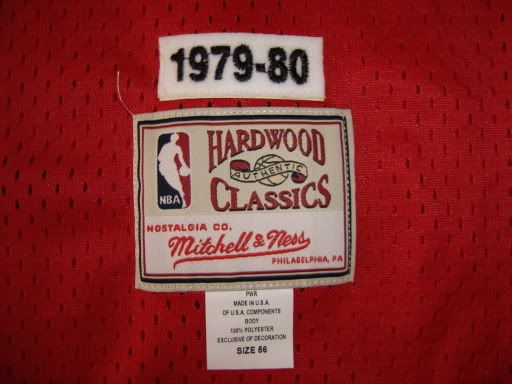 1979-80
HARDWOOD
AUTHENTIC
CLASSICS
NBA
NOSTALGIA CO.
Mitchell & Ness
PHILADELPHIA, PA
PWR
MADE IN U.S.A.
OF U.S.A. COMPONENTS
BODY
100% POLYESTER
EXCLUSIVE OF DECORATION
SIZE 56